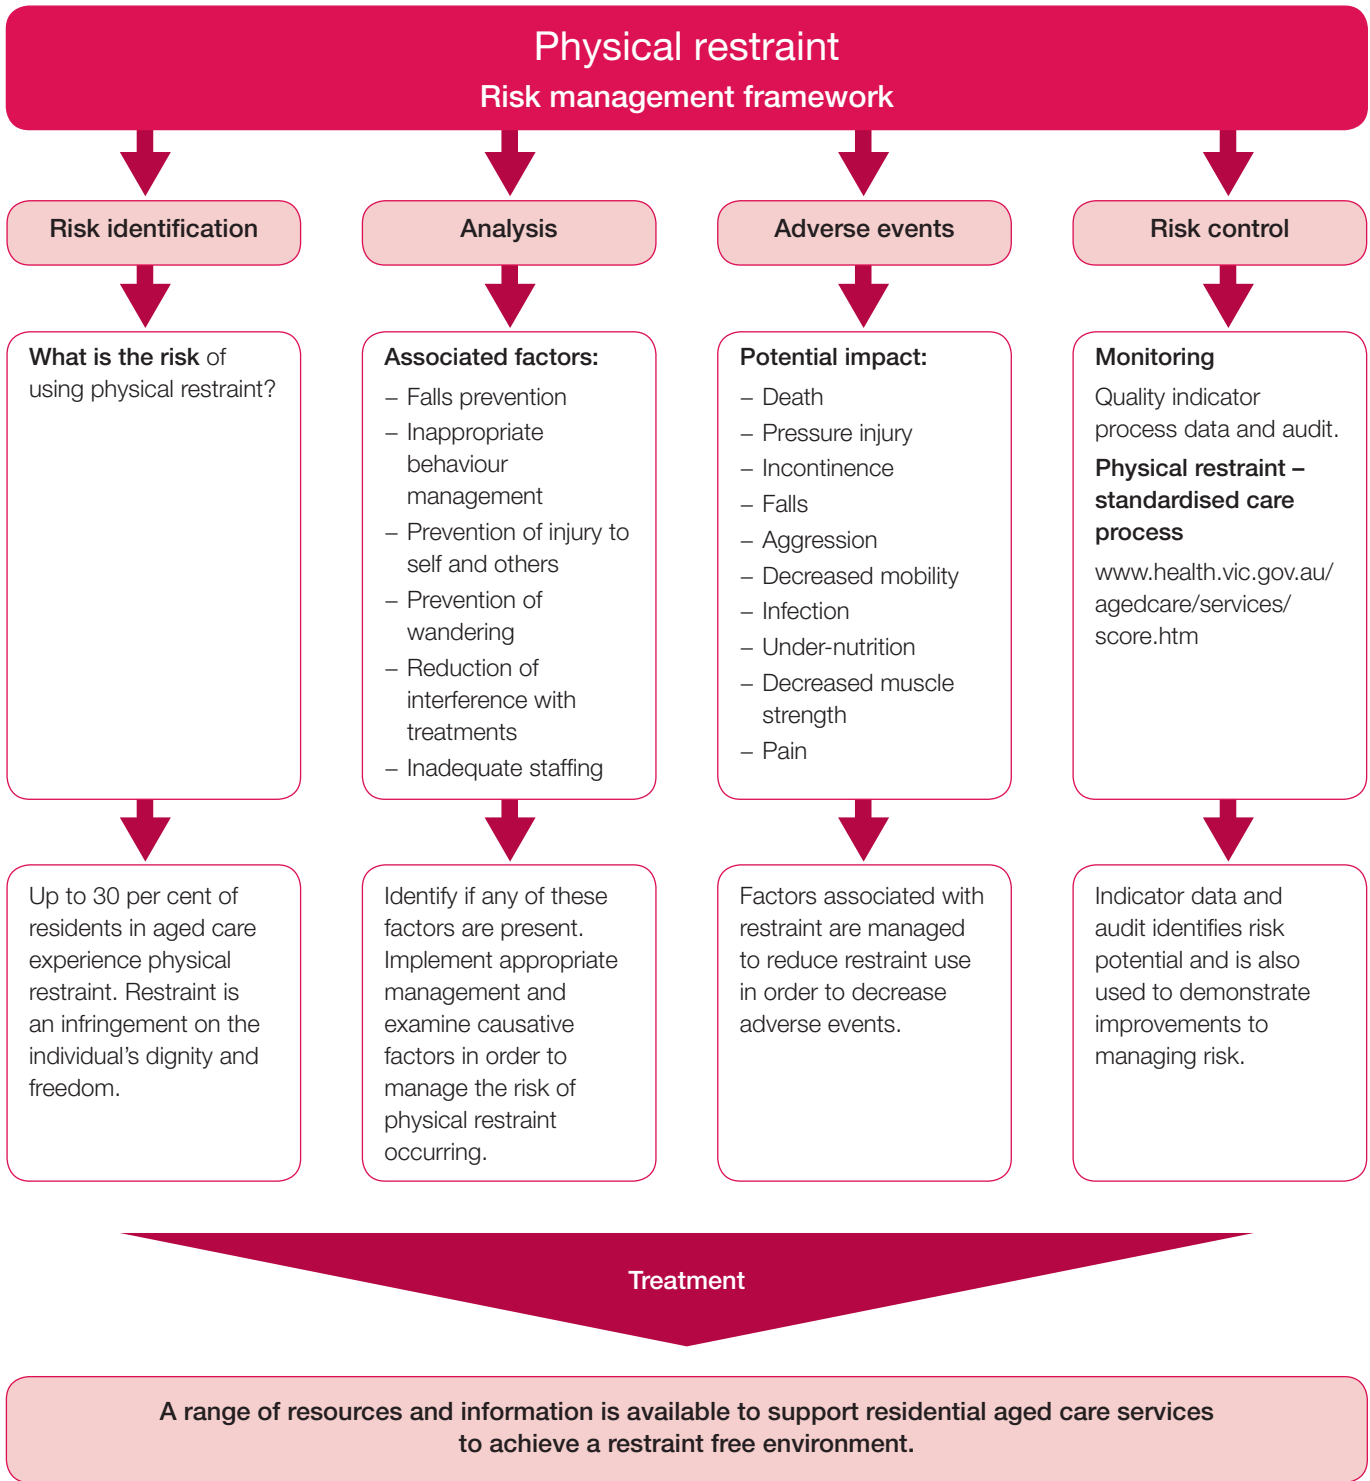 Physical restraint
Risk management framework
Risk identification
What is the risk of
using physical restraint?
Up to 30 per cent of
residents in aged care
experience physical
restraint. Restraint is
an infringement on the
individual's dignity and
freedom.
Analysis
Associated factors:
– Falls prevention
– Inappropriate
behaviour
management
– Prevention of injury to
self and others
– Prevention of
wandering
– Reduction of
interference with
treatments
– Inadequate staffing
Identify if any of these
factors are present.
Implement appropriate
management and
examine causative
factors in order to
manage the risk of
physical restraint
occurring.
Adverse events
Potential impact:
– Death
– Pressure injury
– Incontinence
– Falls
– Aggression
– Decreased mobility
– Infection
– Under-nutrition
– Decreased muscle
strength
– Pain
Factors associated with
restraint are managed
to reduce restraint use
in order to decrease
adverse events.
Risk control
Monitoring
Quality indicator
process data and audit.
Physical restraint –
standardised care
process
www.health.vic.gov.au/
agedcare/services/
score.htm
Indicator data and
audit identifies risk
potential and is also
used to demonstrate
improvements to
managing risk.
Treatment
A range of resources and information is available to support residential aged care services
to achieve a restraint free environment.